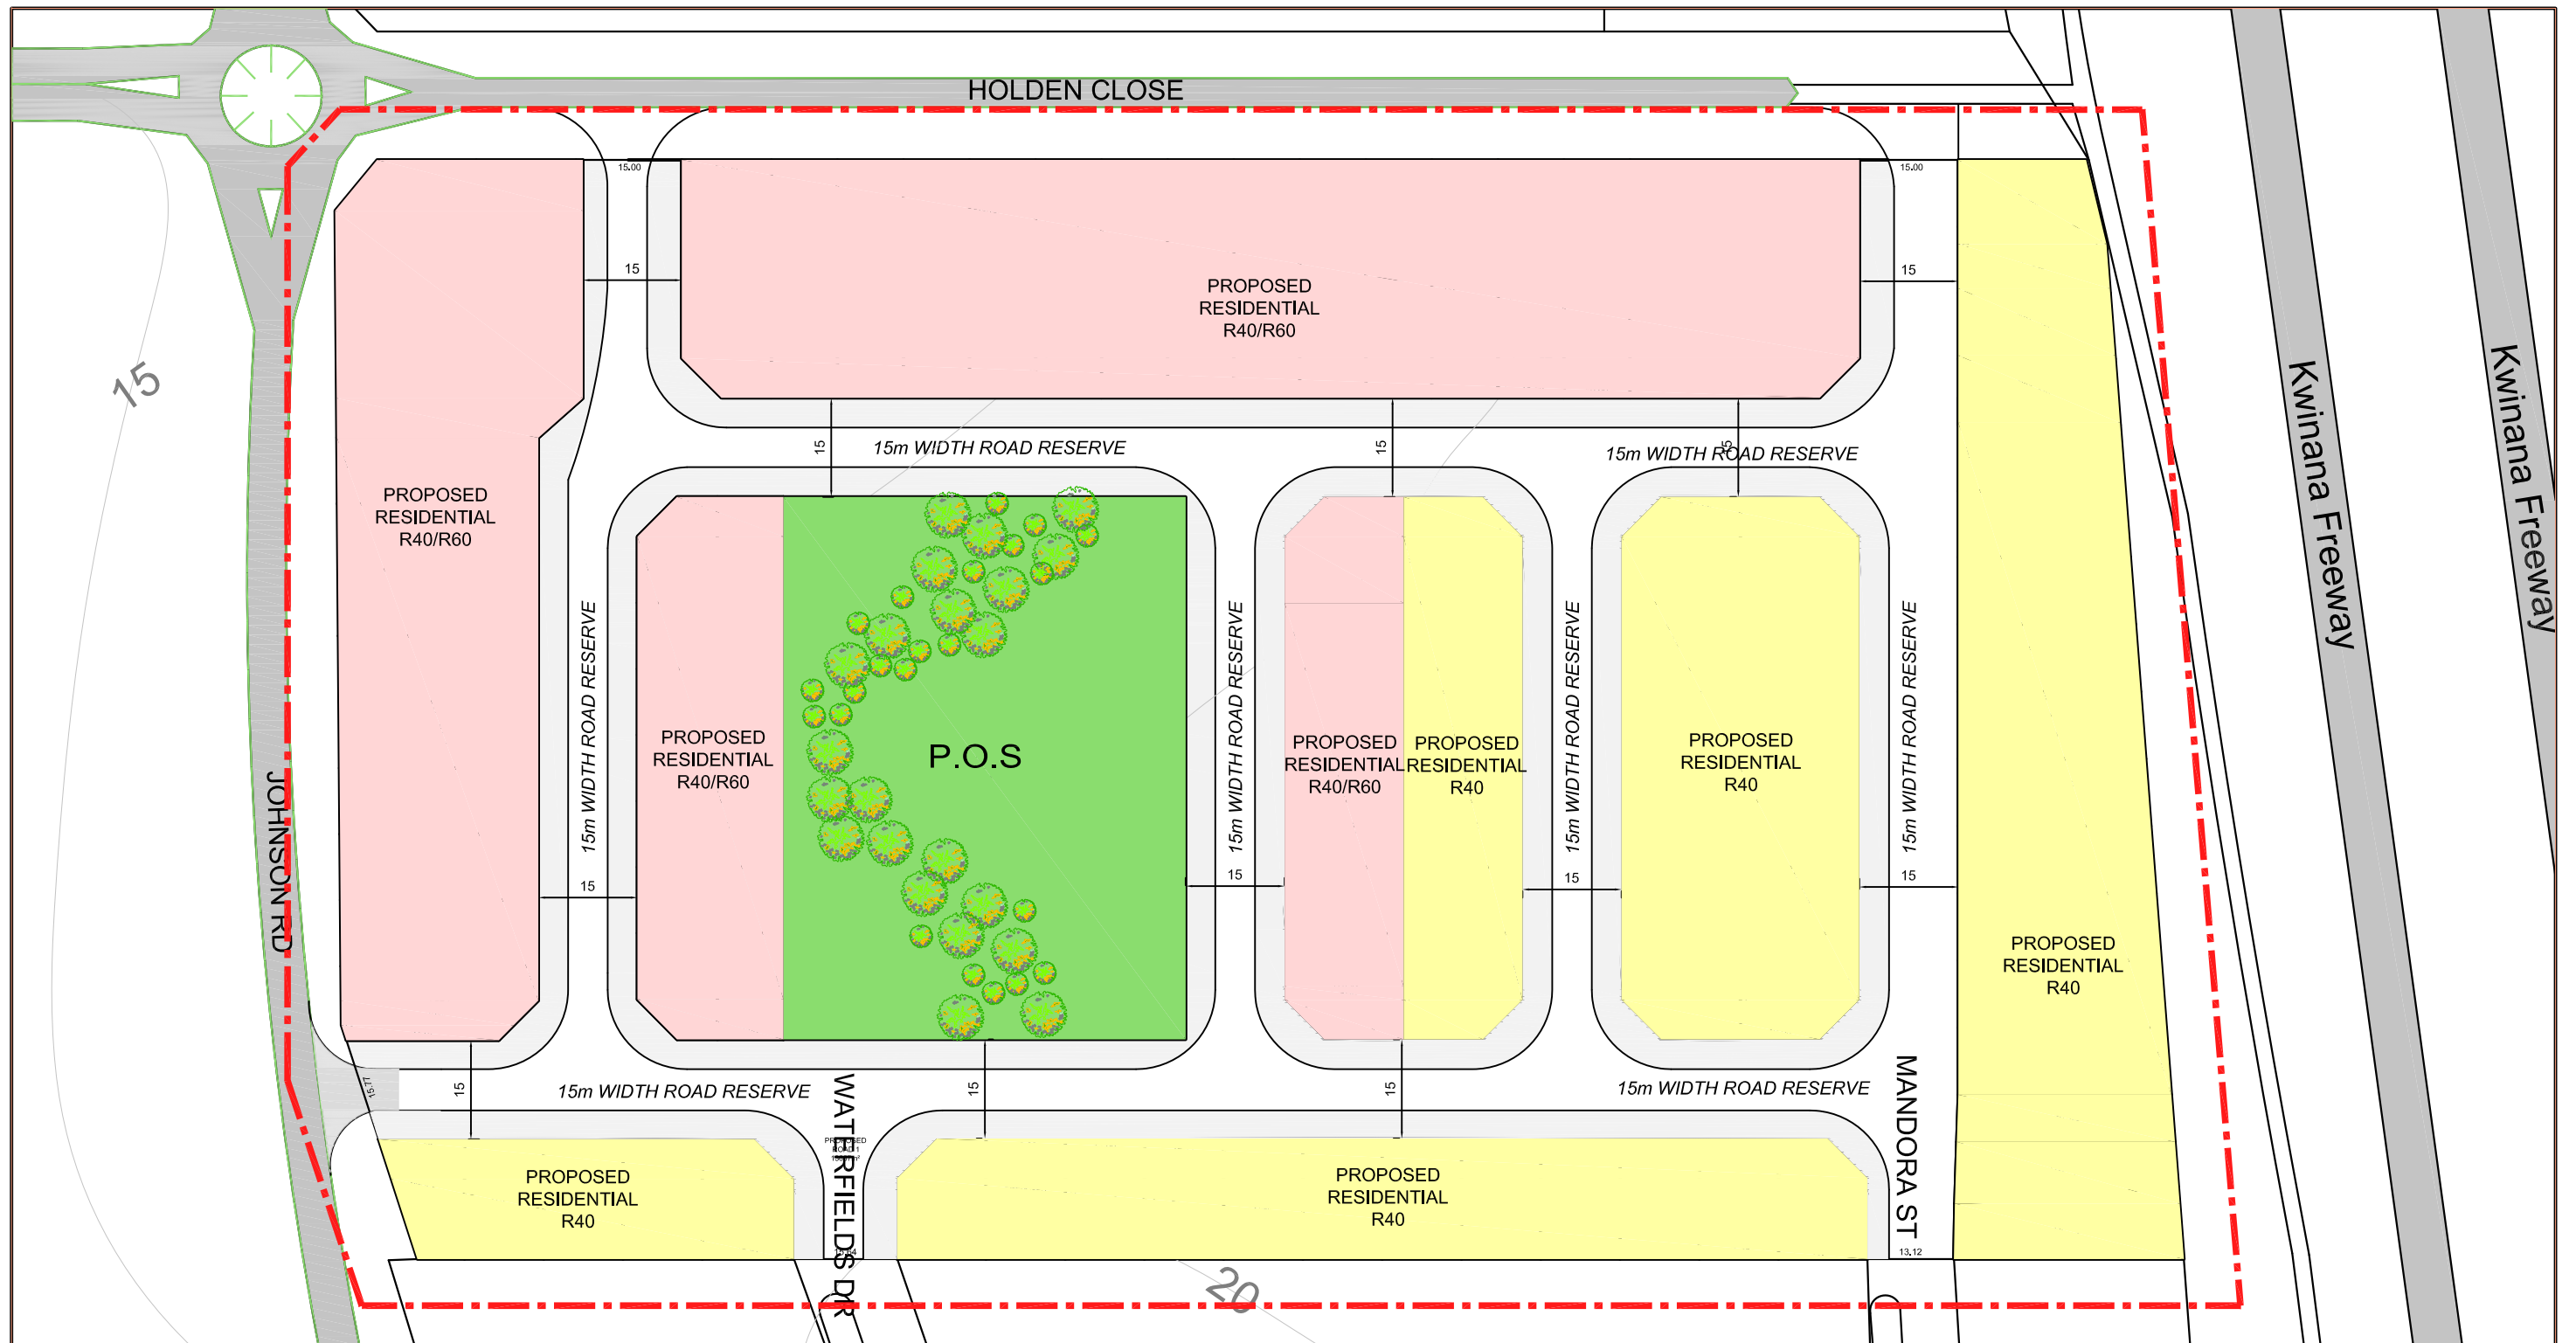 HOLDEN CLOSE
15.00
15.00
15
15
PROPOSED
RESIDENTIAL
R40/R60
15
Kwinana Freeway
Kwinana Freeway
15
15
15
15m WIDTH ROAD RESERVE
15m WIDTH ROAD RESERVE
PROPOSED
RESIDENTIAL
R40/R60
15m WIDTH ROAD RESERVE
15m WIDTH ROAD RESERVE
15m WIDTH ROAD RESERVE
15m WIDTH ROAD RESERVE
PROPOSED
RESIDENTIAL
R40/R60
P.O.S
PROPOSED
RESIDENTIAL
R40/R60
PROPOSED
RESIDENTIAL
R40
PROPOSED
RESIDENTIAL
R40
JOHNSON RD
15
15
15
15
PROPOSED
RESIDENTIAL
R40
15.77
15
15m WIDTH ROAD RESERVE
WATERFIELDS DR
15
15
15m WIDTH ROAD RESERVE
MANDORA ST
PROPOSED
ROAD 1
PROPOSED
RESIDENTIAL
R40
PROPOSED
RESIDENTIAL
R40
13.12
20